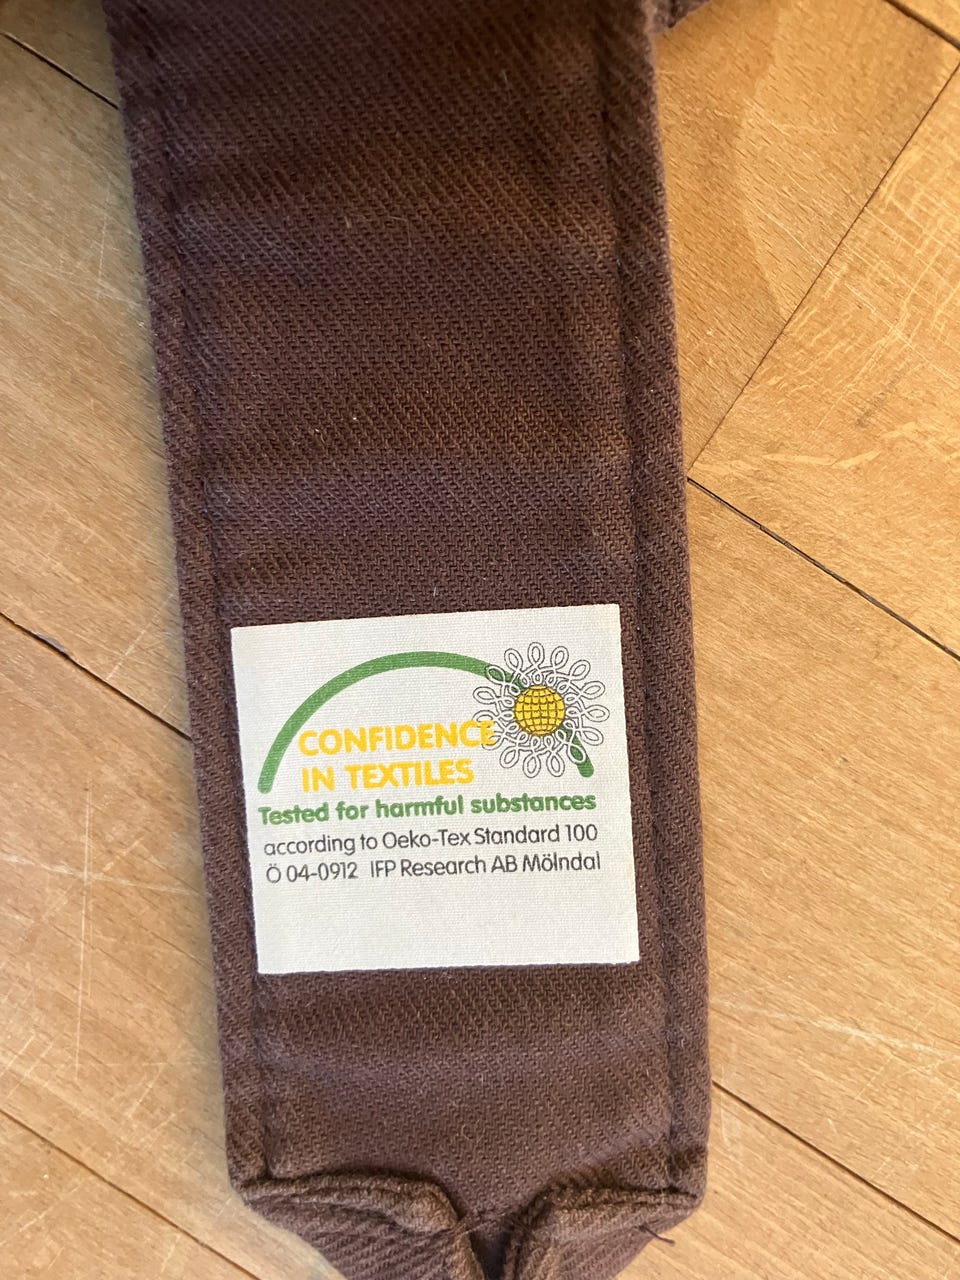 CONFIDENCE
IN TEXTILES
Tested for harmful substances
according to Oeko-Tex Standard 100
Ö 04-0912 IFP Research AB Mölndal